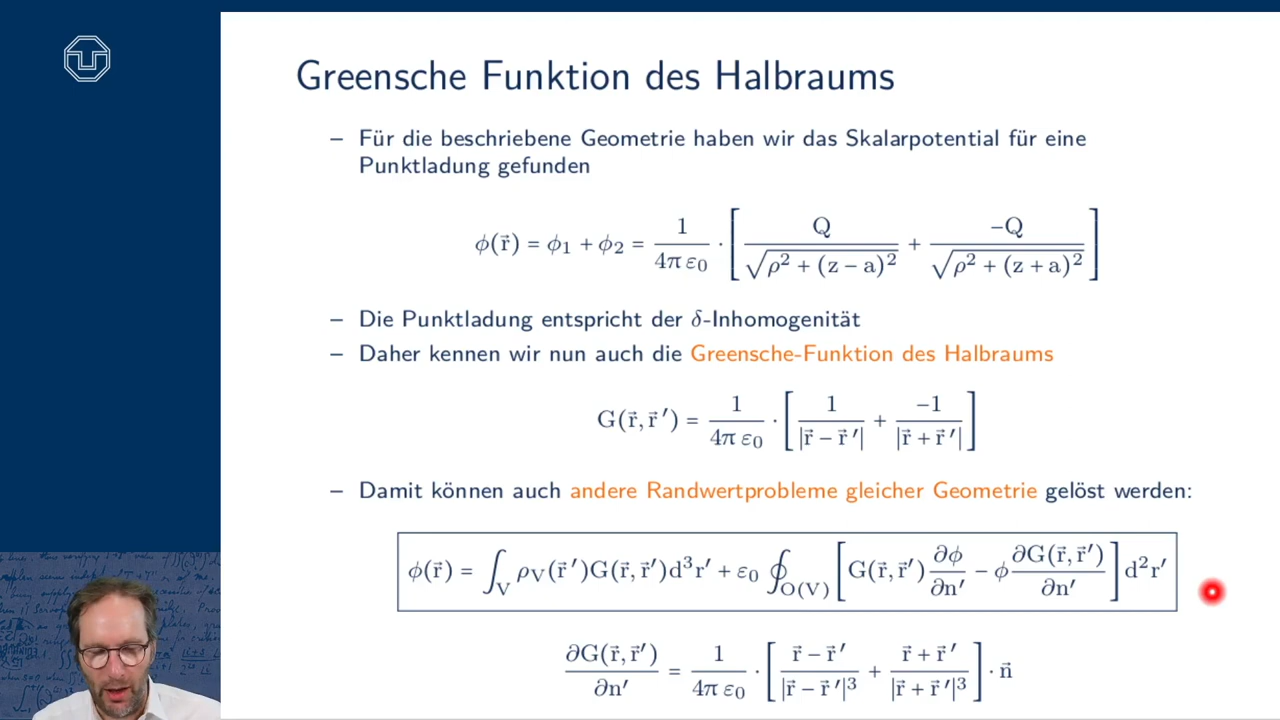 Greensche Funktion des Halbraums
– Für die beschriebene Geometrie haben wir das Skalarpotential für eine
Punktladung gefunden
ϕ(r⃗) = ϕ₁ + ϕ₂ = 1/(4π ε₀) · [ Q/√(ρ² + (z − a)²) + −Q/√(ρ² + (z + a)²) ]
– Die Punktladung entspricht der δ-Inhomogenität
– Daher kennen wir nun auch die Greensche-Funktion des Halbraums
G(r⃗, r⃗ ′) = 1/(4π ε₀) · [ 1/|r⃗ − r⃗ ′| + −1/|r⃗ + r⃗ ′| ]
– Damit können auch andere Randwertprobleme gleicher Geometrie gelöst werden:
ϕ(r⃗) = ∫_V ρ_V(r⃗ ′)G(r⃗, r⃗ ′)d³r′ + ε₀ ∮_O(V) [ G(r⃗, r⃗′) ∂ϕ/∂n′ − ϕ ∂G(r⃗, r⃗′)/∂n′ ] d²r′
∂G(r⃗, r⃗′)/∂n′ = 1/(4π ε₀) · [ (r⃗ − r⃗ ′)/|r⃗ − r⃗ ′|³ + (r⃗ + r⃗ ′)/|r⃗ + r⃗ ′|³ ] · n⃗